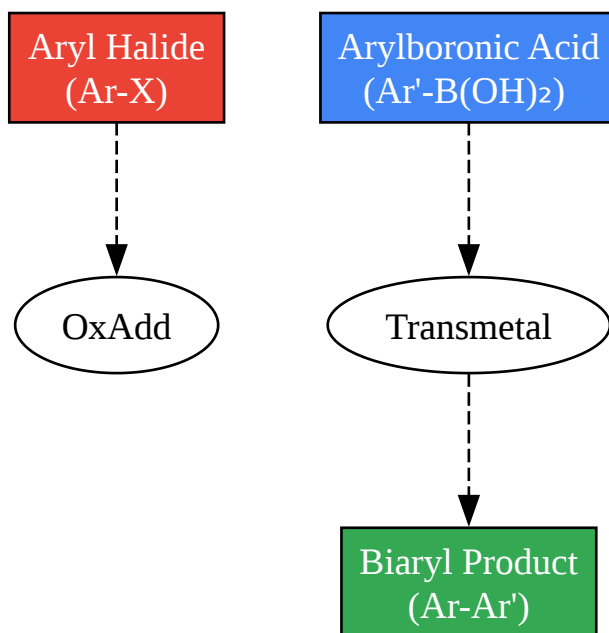 Aryl Halide
(Ar-X)
Arylboronic Acid
(Ar'-B(OH)₂)
OxAdd
Transmetal
Biaryl Product
(Ar-Ar')